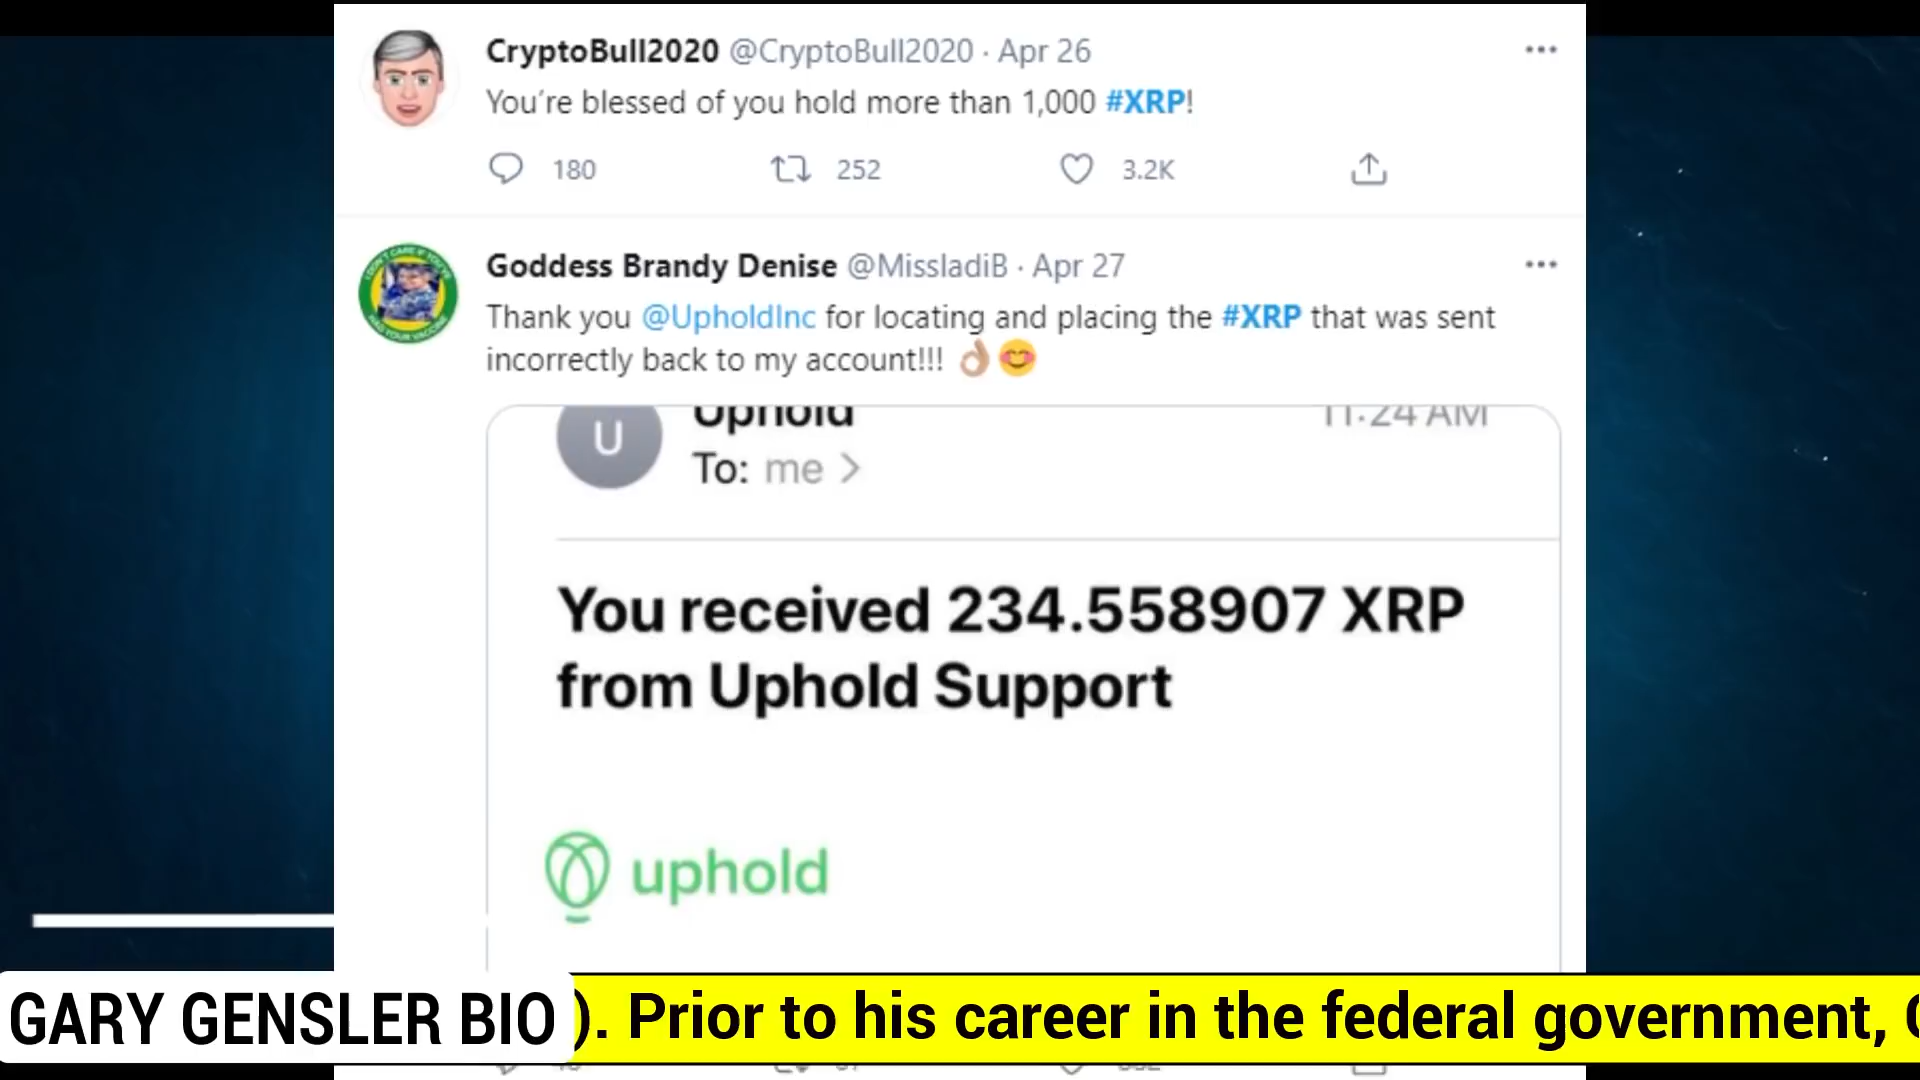 CryptoBull2020 @CryptoBull2020 · Apr 26
You're blessed of you hold more than 1,000 #XRP!
180 252 3.2K
Goddess Brandy Denise @MissladiB · Apr 27
Thank you @UpholdInc for locating and placing the #XRP that was sent
incorrectly back to my account!!! 👌🏽😊
U Uphold 11:24 AM
To: me >
You received 234.558907 XRP
from Uphold Support
uphold
GARY GENSLER BIO ). Prior to his career in the federal government,